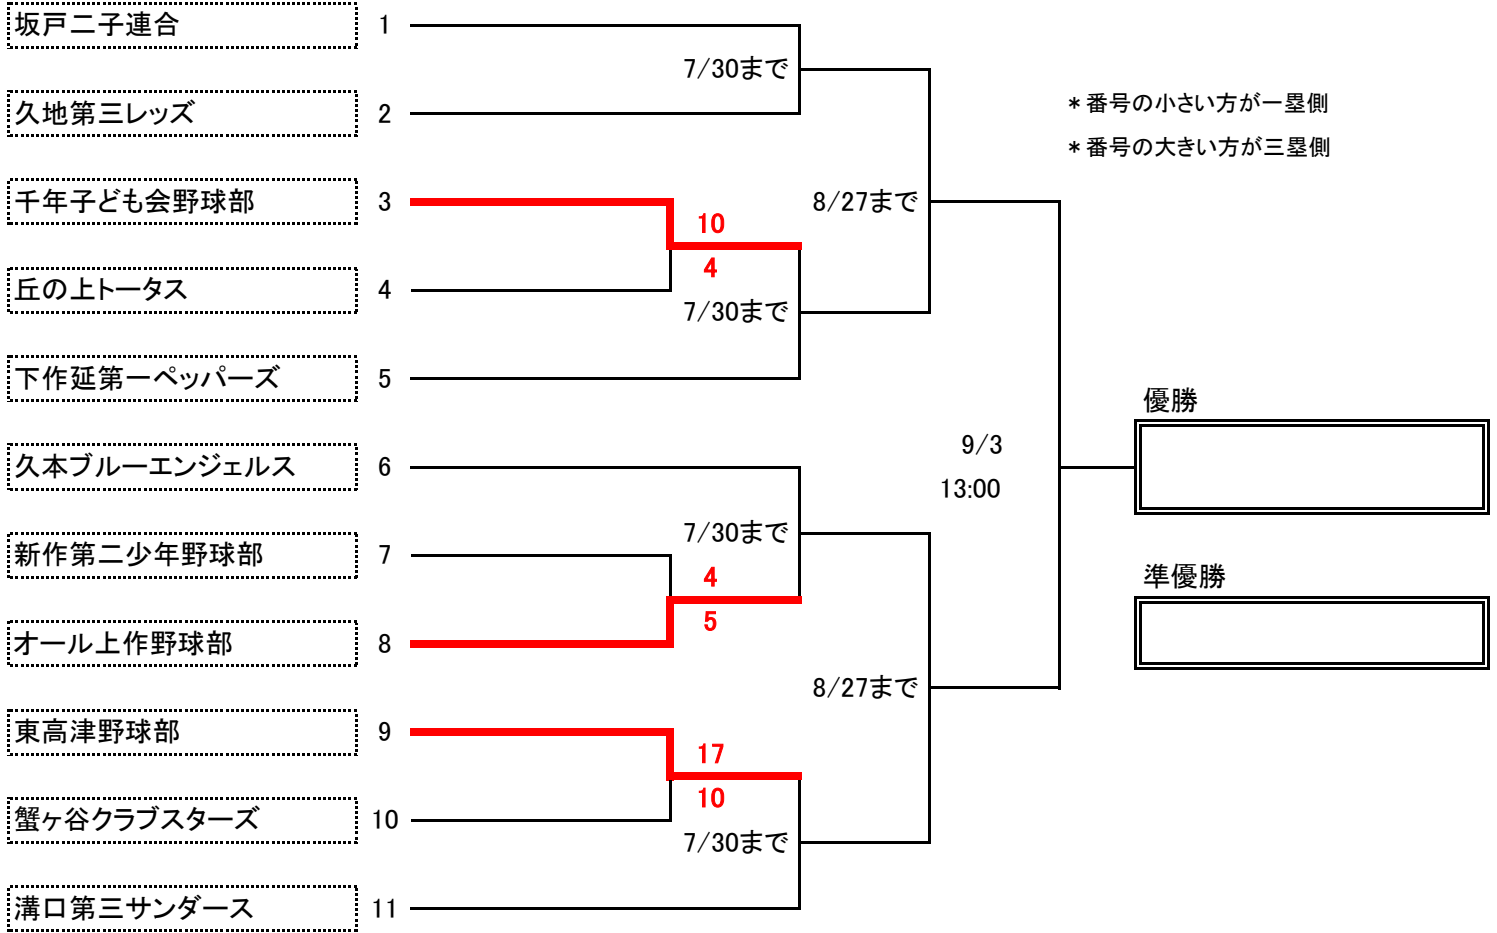 坂戸二子連合 1
7/30まで
久地第三レッズ 2
＊番号の小さい方が一塁側
＊番号の大きい方が三塁側
千年子ども会野球部 3
8/27まで
10
4
丘の上トータス 4
7/30まで
下作延第一ペッパーズ 5
優勝
9/3
13:00
久本ブルーエンジェルス 6
7/30まで
新作第二少年野球部 7
4
5
準優勝
オール上作野球部 8
8/27まで
東高津野球部 9
17
10
蟹ヶ谷クラブスターズ 10
7/30まで
溝口第三サンダース 11